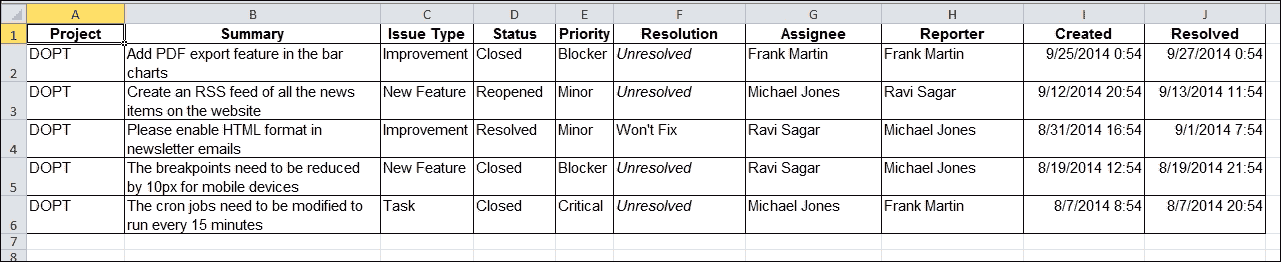 A B C D E F G H I J
1 Project Summary Issue Type Status Priority Resolution Assignee Reporter Created Resolved
2 DOPT Add PDF export feature in the bar Improvement Closed Blocker Unresolved Frank Martin Frank Martin 9/25/2014 0:54 9/27/2014 0:54
charts
3 DOPT Create an RSS feed of all the news New Feature Reopened Minor Unresolved Michael Jones Ravi Sagar 9/12/2014 20:54 9/13/2014 11:54
items on the website
4 DOPT Please enable HTML format in Improvement Resolved Minor Won't Fix Ravi Sagar Michael Jones 8/31/2014 16:54 9/1/2014 7:54
newsletter emails
5 DOPT The breakpoints need to be reduced New Feature Closed Blocker Unresolved Ravi Sagar Michael Jones 8/19/2014 12:54 8/19/2014 21:54
by 10px for mobile devices
6 DOPT The cron jobs need to be modified to Task Closed Critical Unresolved Michael Jones Frank Martin 8/7/2014 8:54 8/7/2014 20:54
run every 15 minutes
7
8